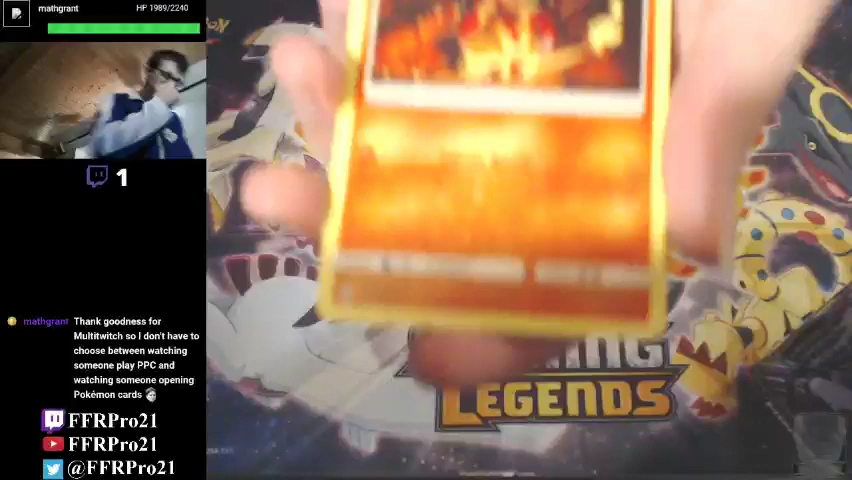 mathgrant
HP 1989/2240
1
mathgrant Thank goodness for
Multitwitch so I don't have to
choose between watching
someone play PPC and
watching someone opening
Pokémon cards
FFRPro21
FFRPro21
@FFRPro21
LEGENDS